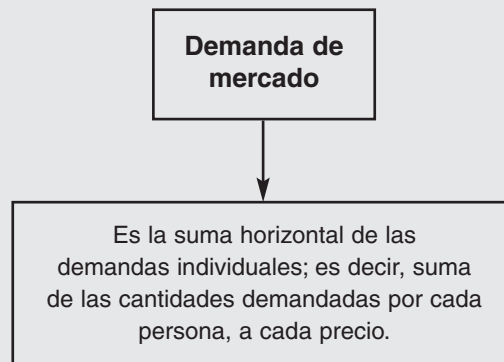 Demanda de
mercado
Es la suma horizontal de las
demandas individuales; es decir, suma
de las cantidades demandadas por cada
persona, a cada precio.